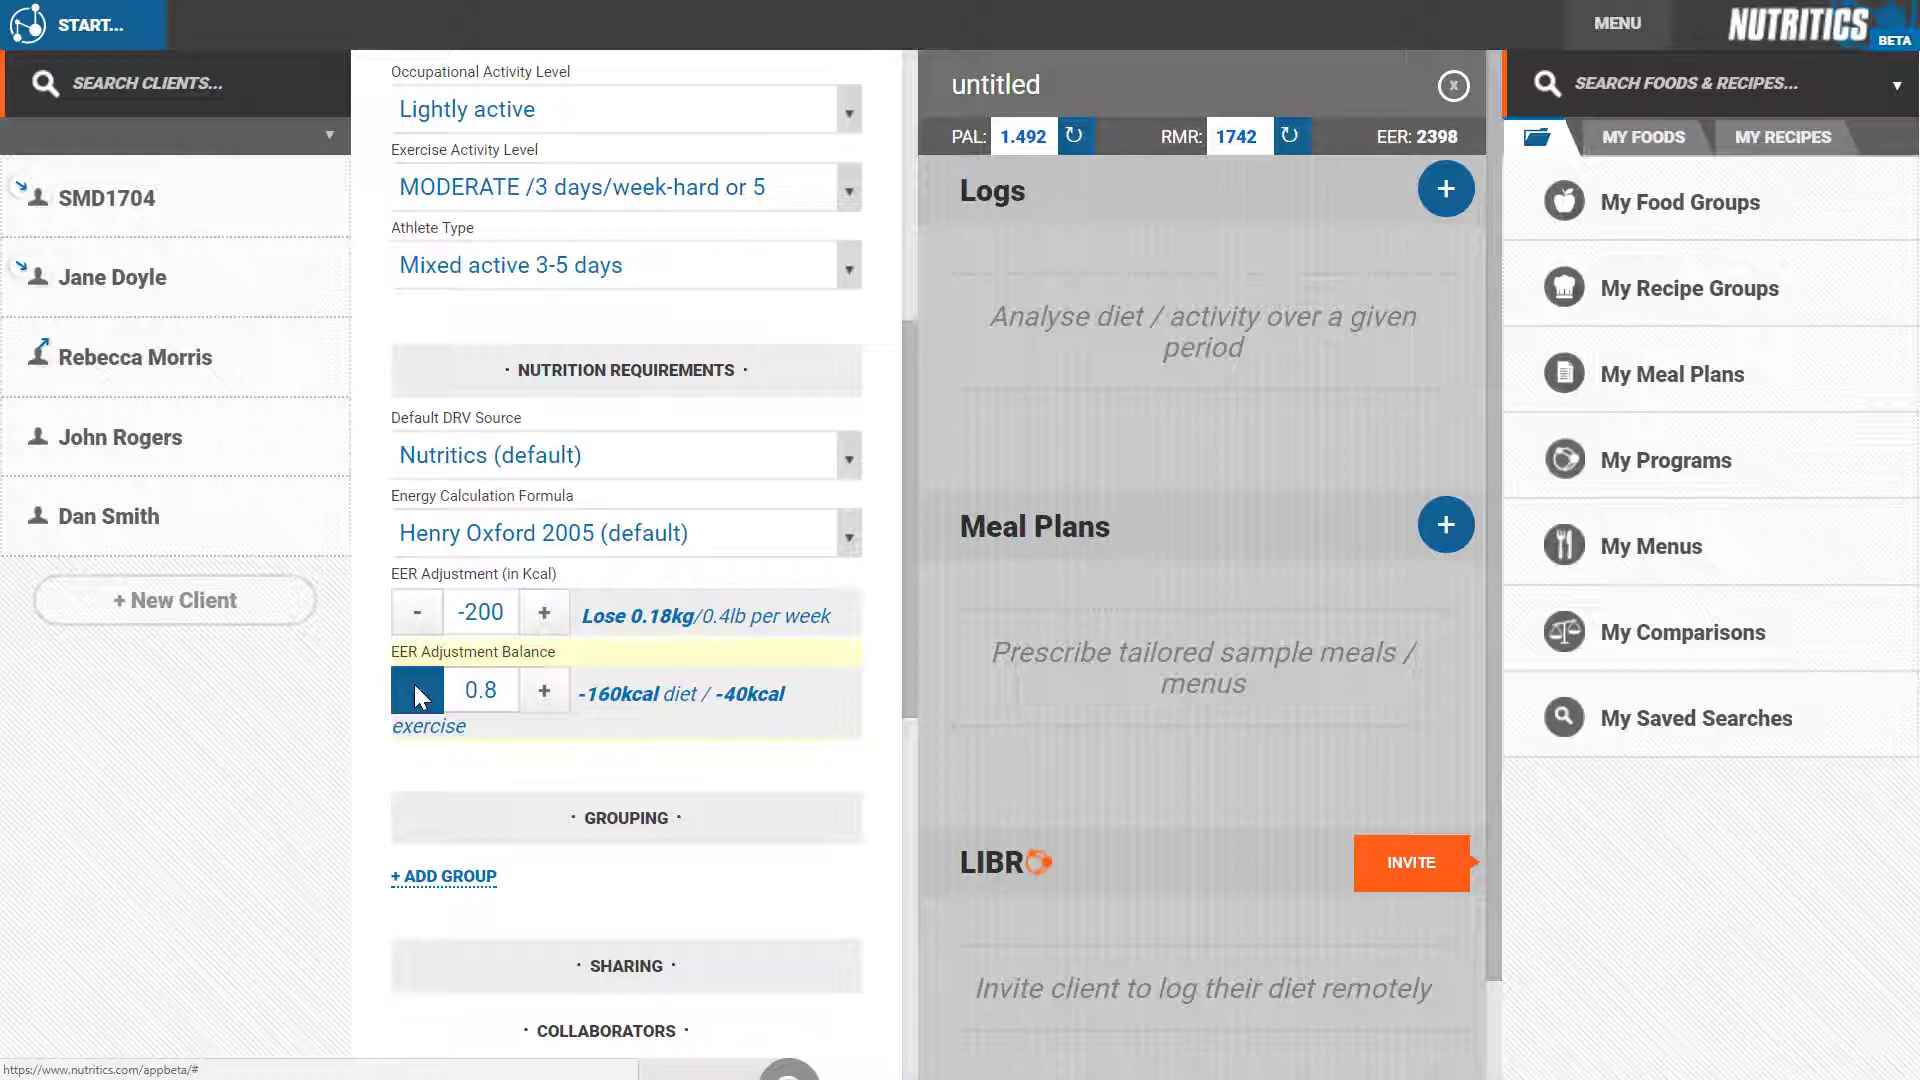 START...
MENU
NUTRITICS
BETA
SEARCH CLIENTS...
SMD1704
Jane Doyle
Rebecca Morris
John Rogers
Dan Smith
+ New Client
Occupational Activity Level
Lightly active
Exercise Activity Level
MODERATE /3 days/week-hard or 5
Athlete Type
Mixed active 3-5 days
· NUTRITION REQUIREMENTS ·
Default DRV Source
Nutritics (default)
Energy Calculation Formula
Henry Oxford 2005 (default)
EER Adjustment (in Kcal)
- -200 + Lose 0.18kg/0.4lb per week
EER Adjustment Balance
0.8 + -160kcal diet / -40kcal
exercise
· GROUPING ·
+ ADD GROUP
· SHARING ·
· COLLABORATORS ·
untitled
x
PAL: 1.492 RMR: 1742 EER: 2398
Logs +
Analyse diet / activity over a given
period
Meal Plans +
Prescribe tailored sample meals /
menus
LIBRO INVITE
Invite client to log their diet remotely
SEARCH FOODS & RECIPES...
MY FOODS MY RECIPES
My Food Groups
My Recipe Groups
My Meal Plans
My Programs
My Menus
My Comparisons
My Saved Searches
https://www.nutritics.com/appbeta/#